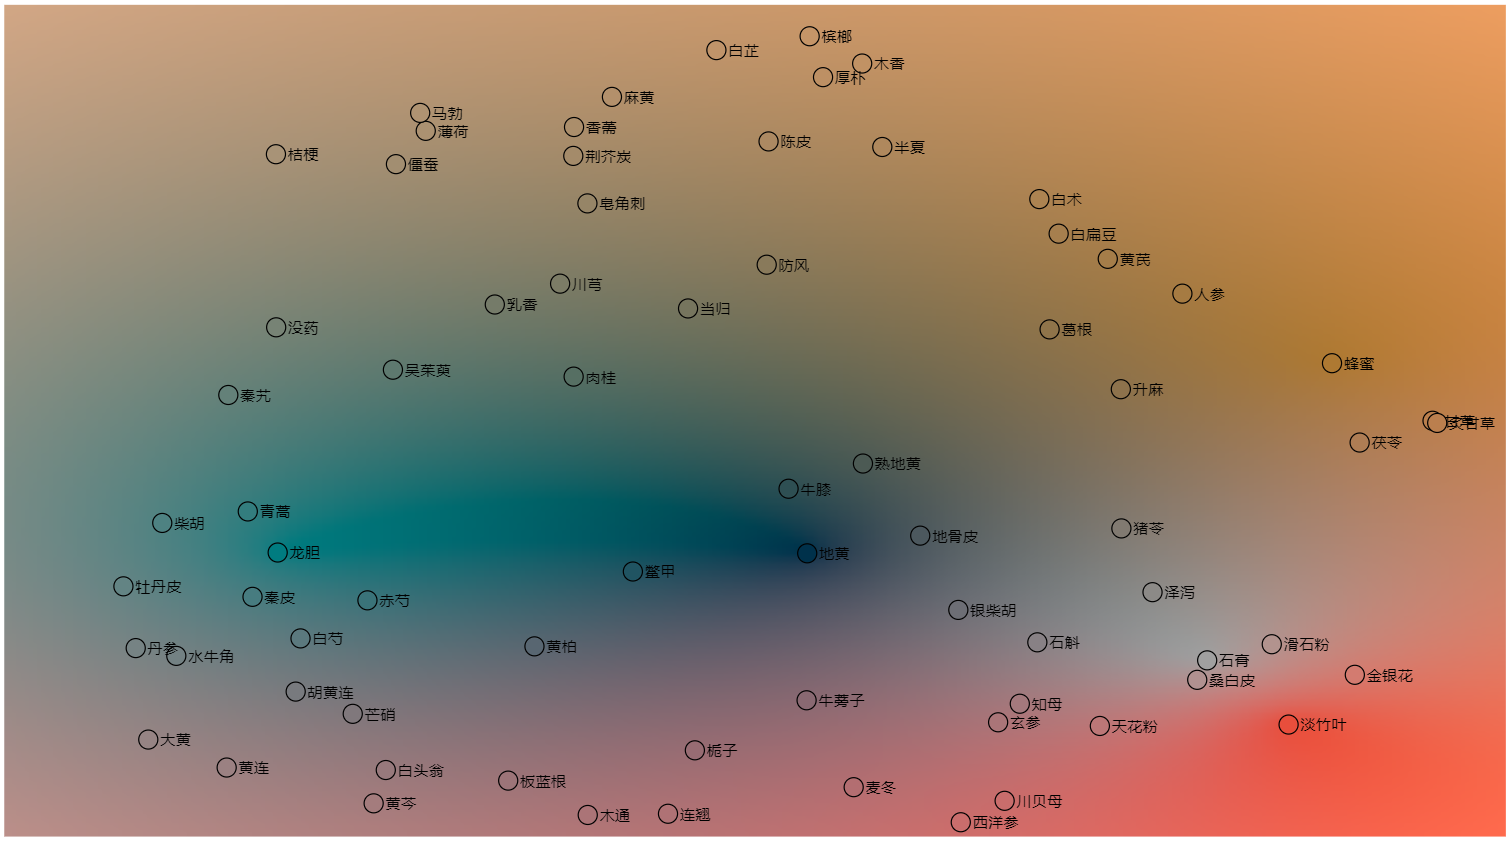 槟榔
白芷
木香
厚朴
麻黄
马勃
香薷
薄荷
陈皮
半夏
桔梗
荆芥炭
僵蚕
白术
皂角刺
白扁豆
黄芪
防风
川芎
人参
乳香
当归
没药
葛根
蜂蜜
吴茱萸
肉桂
升麻
秦艽
炙甘草
茯苓
熟地黄
牛膝
青蒿
柴胡
猪苓
地骨皮
龙胆
地黄
鳖甲
牡丹皮
泽泻
秦皮
赤芍
银柴胡
白芍
石斛
滑石粉
黄柏
丹参
水牛角
石膏
金银花
桑白皮
胡黄连
牛蒡子
知母
芒硝
玄参
淡竹叶
天花粉
大黄
栀子
黄连
白头翁
板蓝根
麦冬
川贝母
黄芩
连翘
木通
西洋参